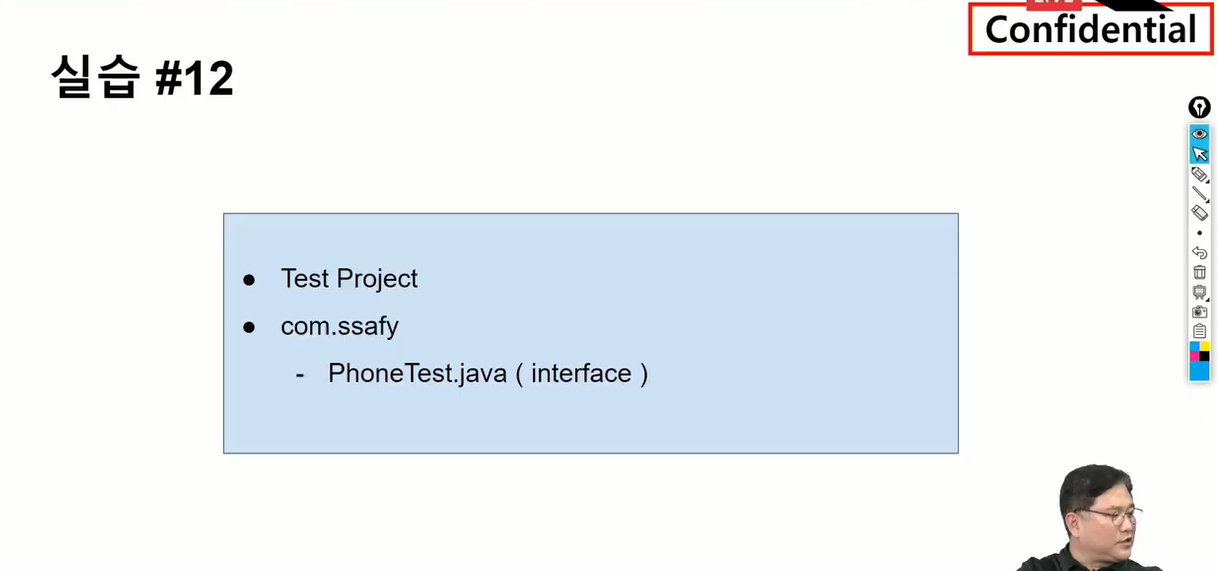 Confidential
실습 #12
● Test Project
● com.ssafy
- PhoneTest.java ( interface )